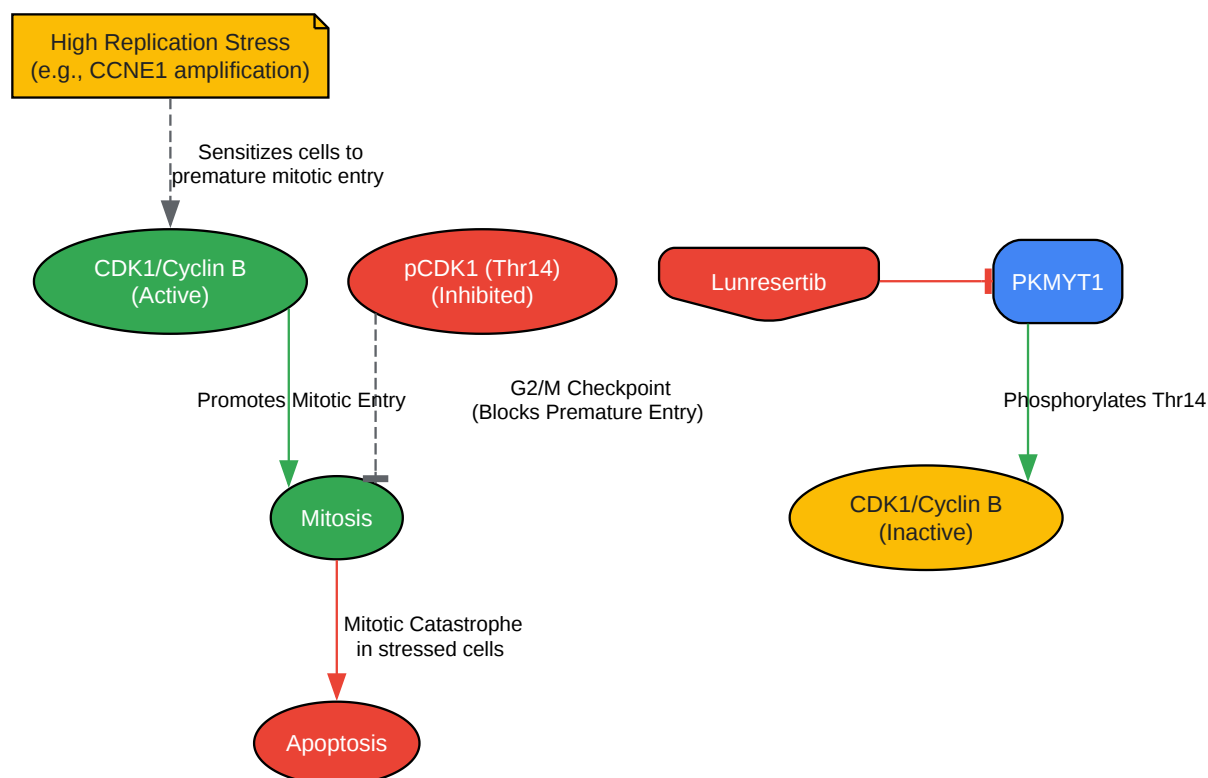 High Replication Stress
(e.g., CCNE1 amplification)
Sensitizes cells to
premature mitotic entry
CDK1/Cyclin B
(Active)
pCDK1 (Thr14)
(Inhibited)
Lunresertib
PKMYT1
Promotes Mitotic Entry
G2/M Checkpoint
(Blocks Premature Entry)
Phosphorylates Thr14
Mitosis
CDK1/Cyclin B
(Inactive)
Mitotic Catastrophe
in stressed cells
Apoptosis